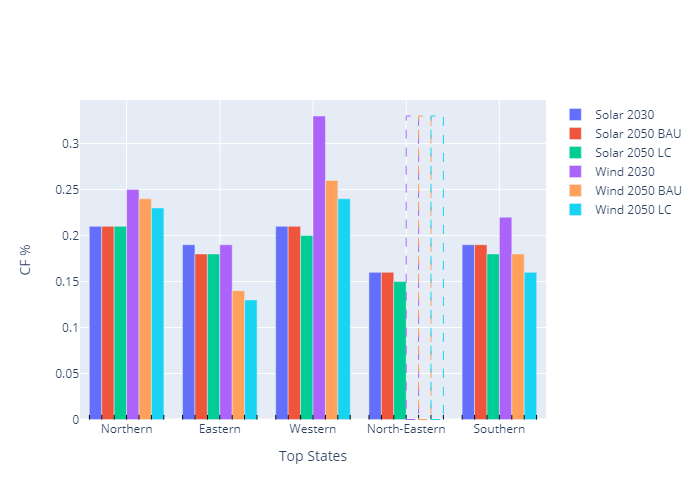 CF %
0.3
0.25
0.2
0.15
0.1
0.05
0
Northern
Eastern
Western
North-Eastern
Southern
Top States
Solar 2030
Solar 2050 BAU
Solar 2050 LC
Wind 2030
Wind 2050 BAU
Wind 2050 LC